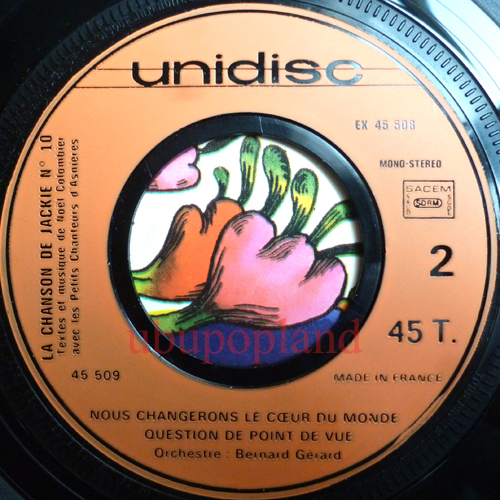 unidisc
EX 45 508
MONO-STEREO
SACEM
SDRM
2
45 T.
LA CHANSON DE JACKIE N° 10
Textes et musique de Noël Colombier
avec les Petits Chanteurs d'Asnières
ubupopland
45 509
MADE IN FRANCE
NOUS CHANGERONS LE CŒUR DU MONDE
QUESTION DE POINT DE VUE
Orchestre : Bernard Gérard